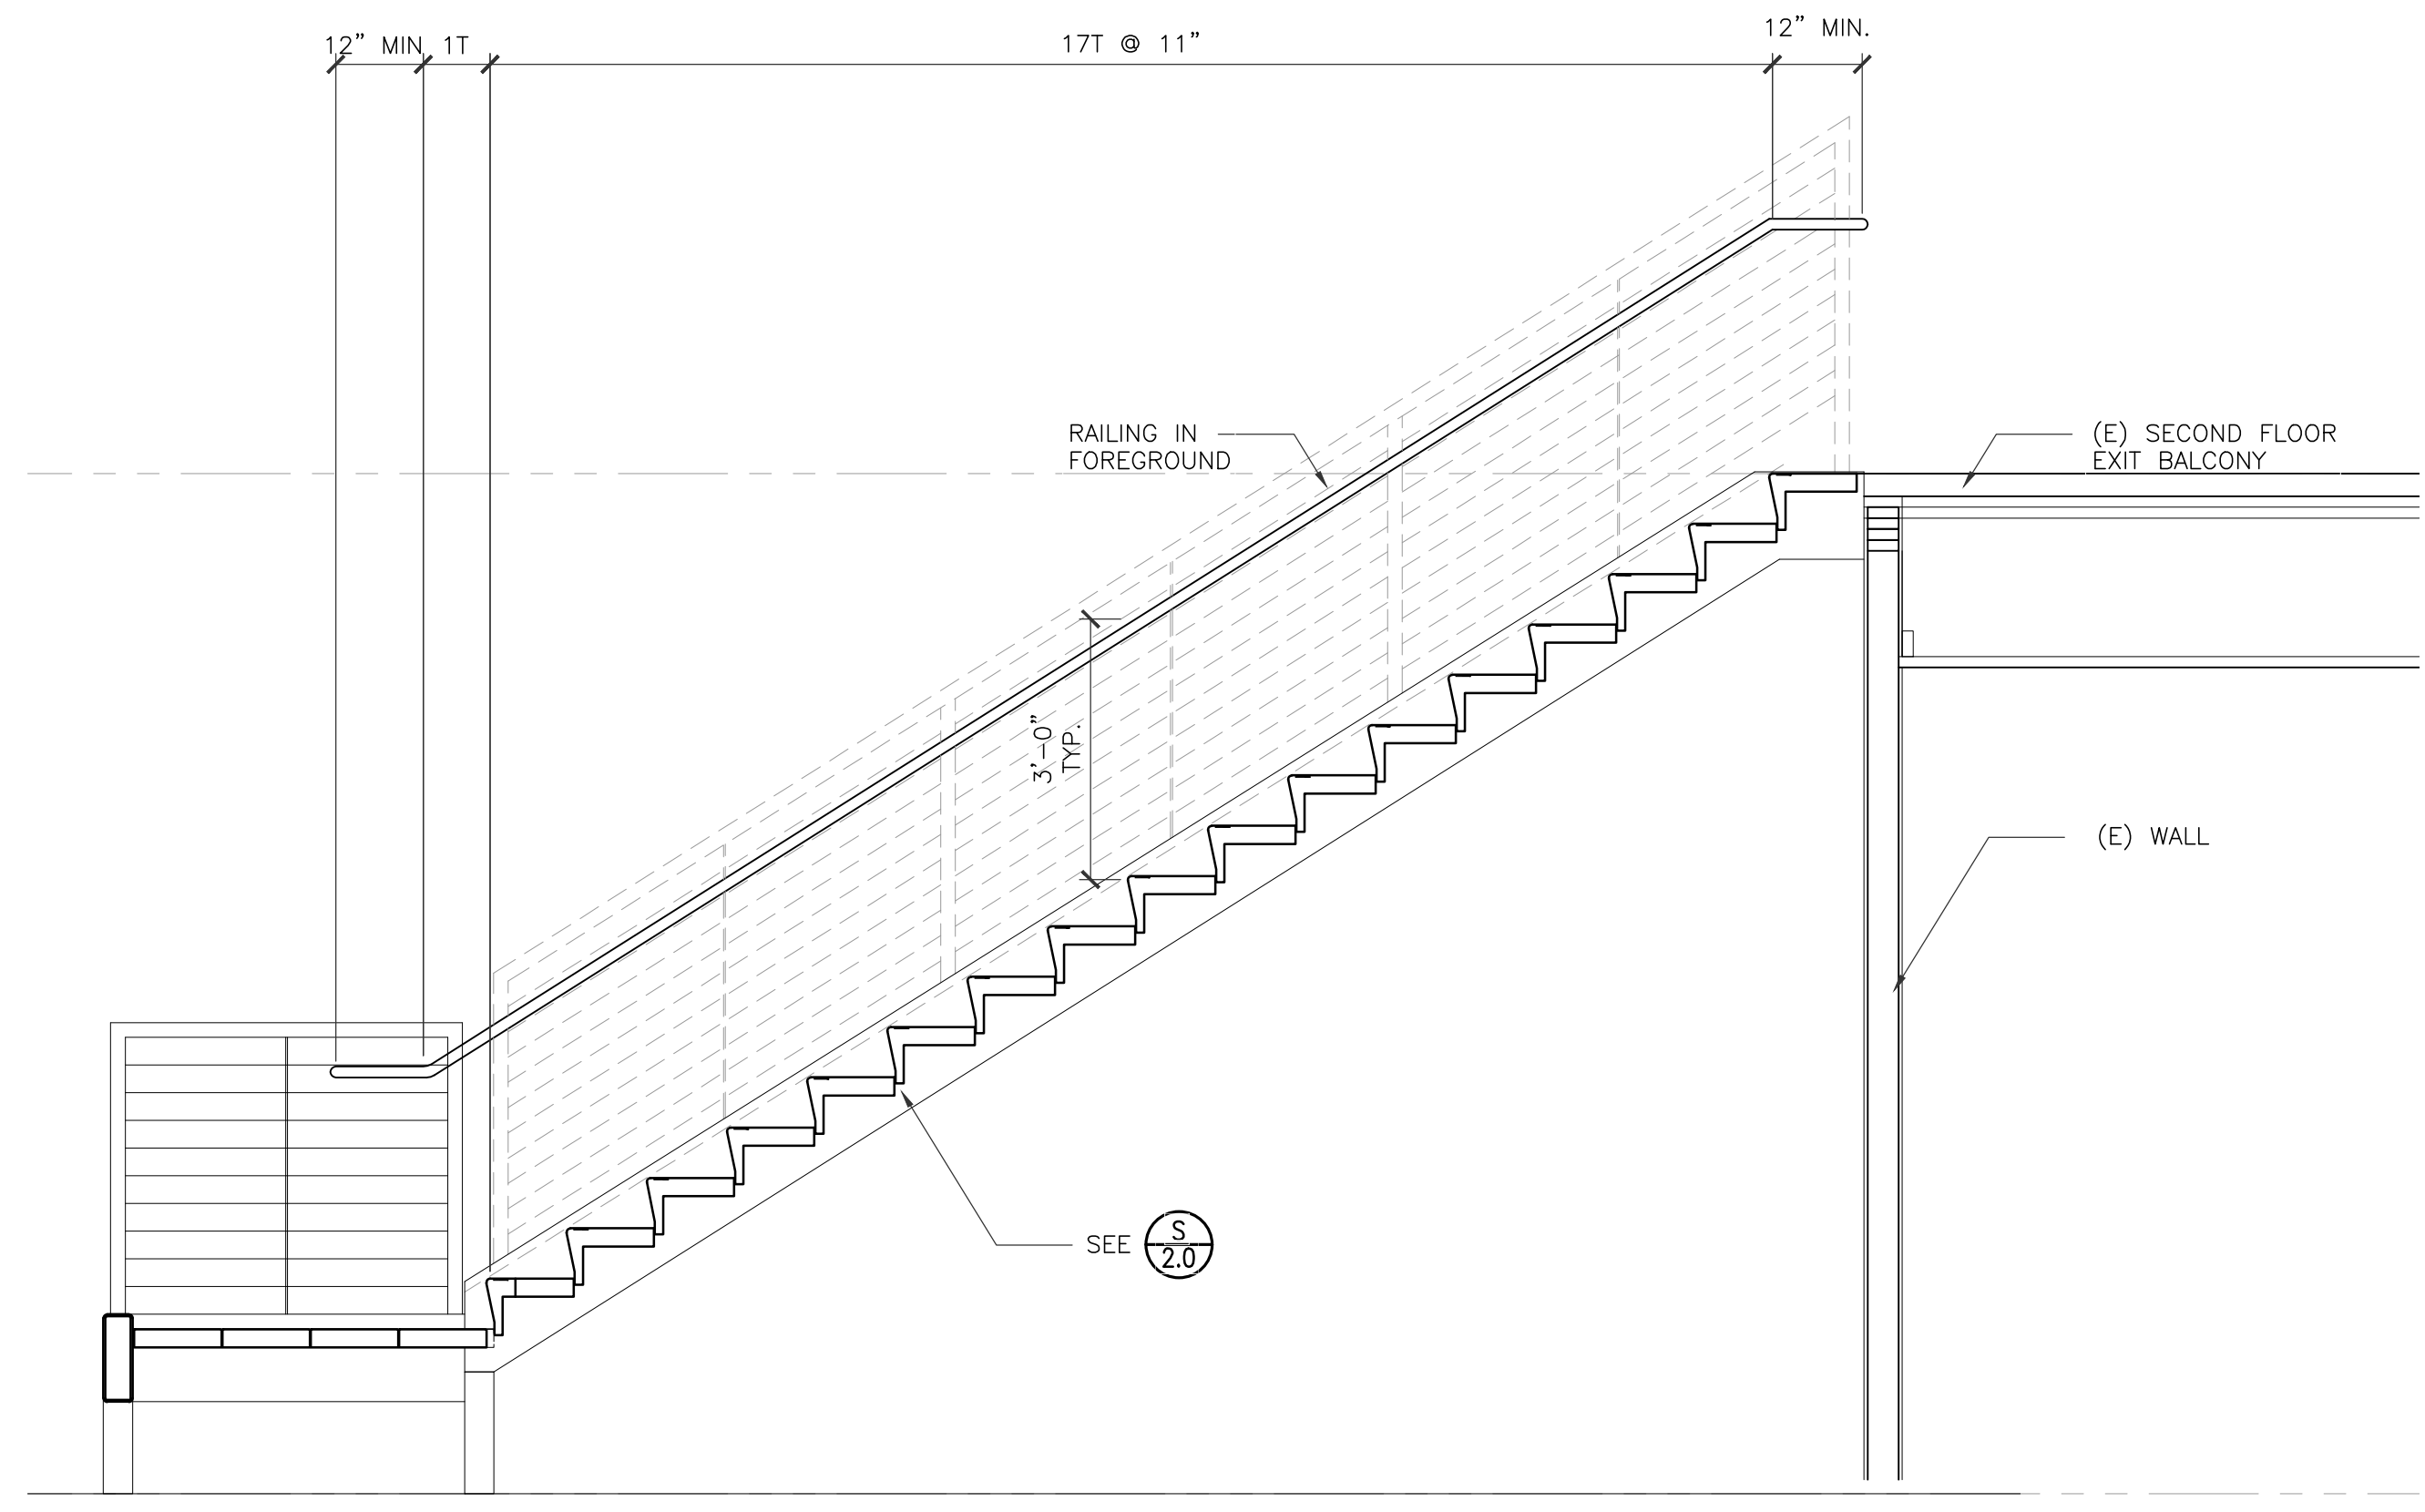 12” MIN 1T
17T @ 11”
12” MIN.
RAILING IN
FOREGROUND
(E) SECOND FLOOR
EXIT BALCONY
3’-0”
TYP.
(E) WALL
SEE
S
2.0